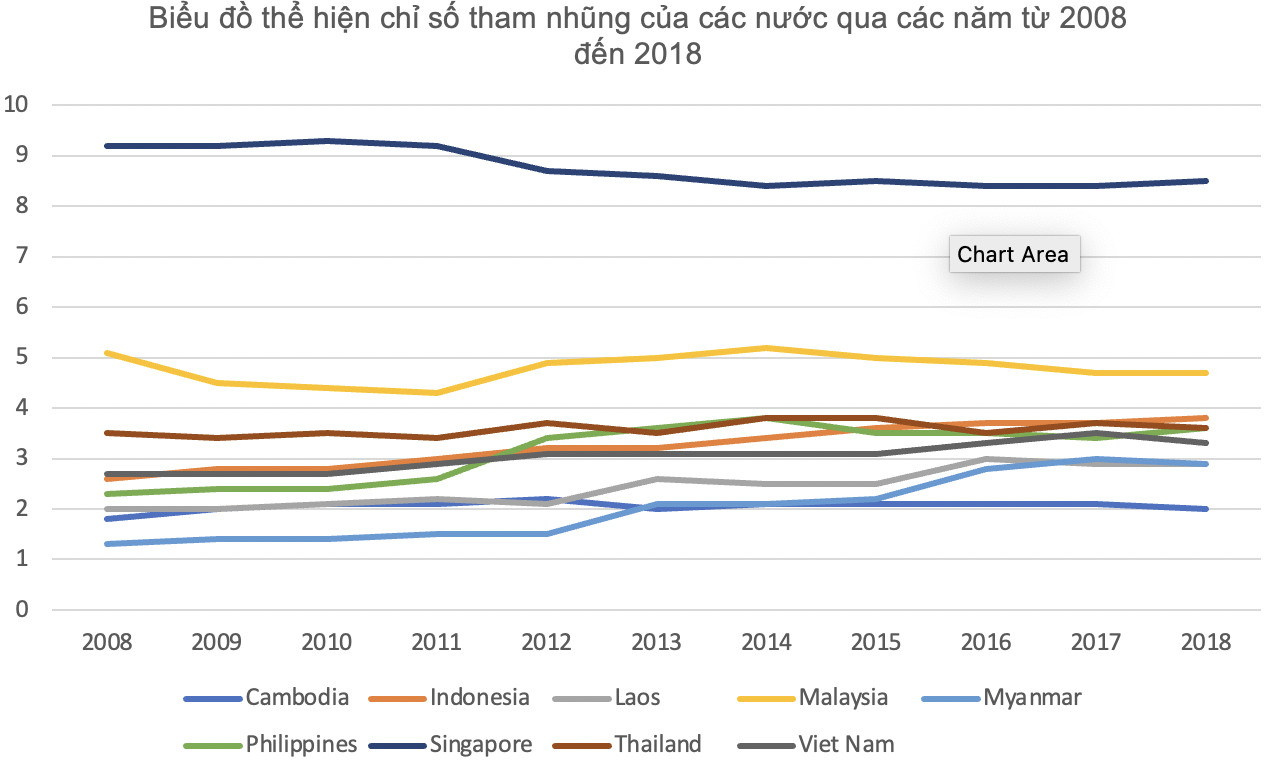 Biểu đồ thể hiện chỉ số tham nhũng của các nước qua các năm từ 2008
đến 2018
10
9
8
7
Chart Area
6
5
4
3
2
1
0
2008 2009 2010 2011 2012 2013 2014 2015 2016 2017 2018
Cambodia Indonesia Laos Malaysia Myanmar
Philippines Singapore Thailand Viet Nam